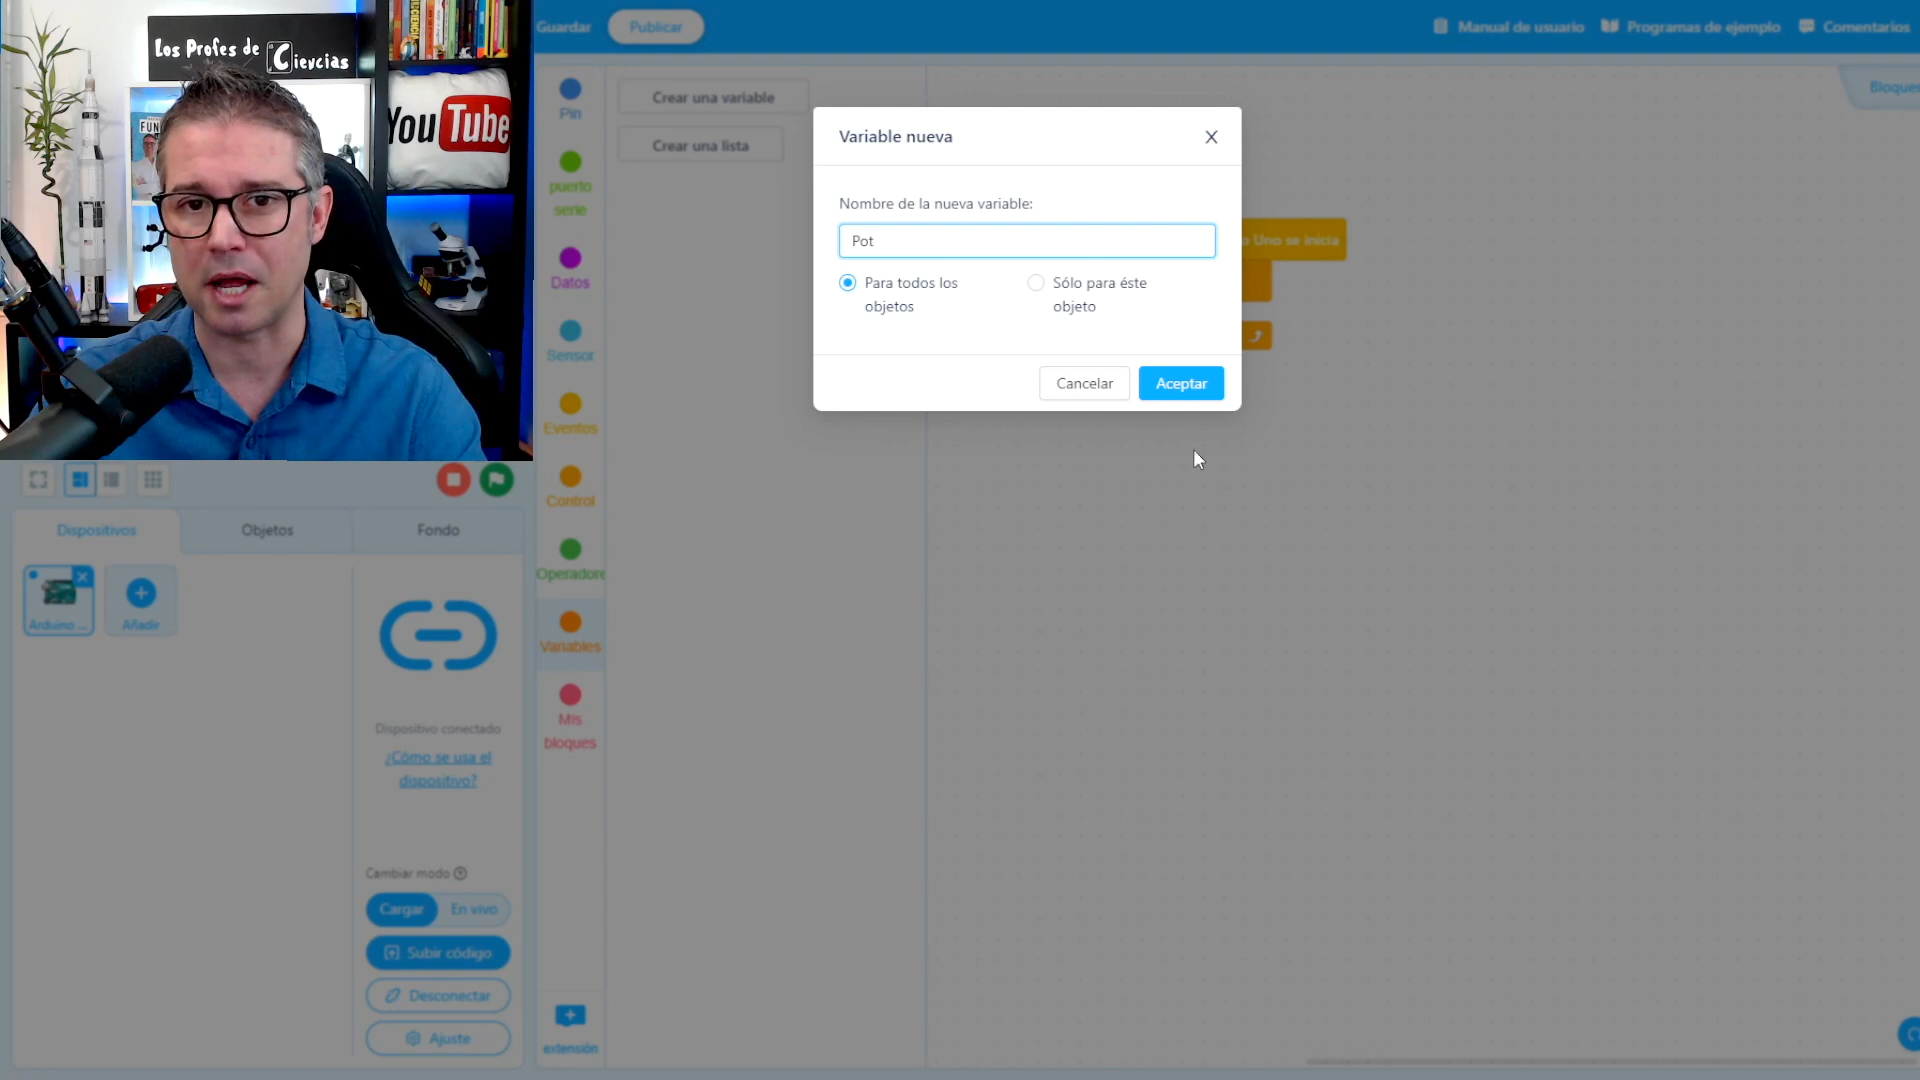 Guardar
Publicar
Manual de usuario
Programas de ejemplo
Comentarios
Los Profes de Ciencias
FUN
YouTube
Pin
puerto
serie
Datos
Sensor
Eventos
Control
Operadore
Variables
Mis
bloques
extensión
Crear una variable
Crear una lista
Bloques
Variable nueva
Nombre de la nueva variable:
Pot
Para todos los
objetos
Sólo para éste
objeto
Cancelar
Aceptar
o Uno se inicia
Dispositivos
Objetos
Fondo
Arduino ...
Añadir
Dispositivo conectado
¿Cómo se usa el
dispositivo?
Cambiar modo
Cargar
En vivo
Subir código
Desconectar
Ajuste